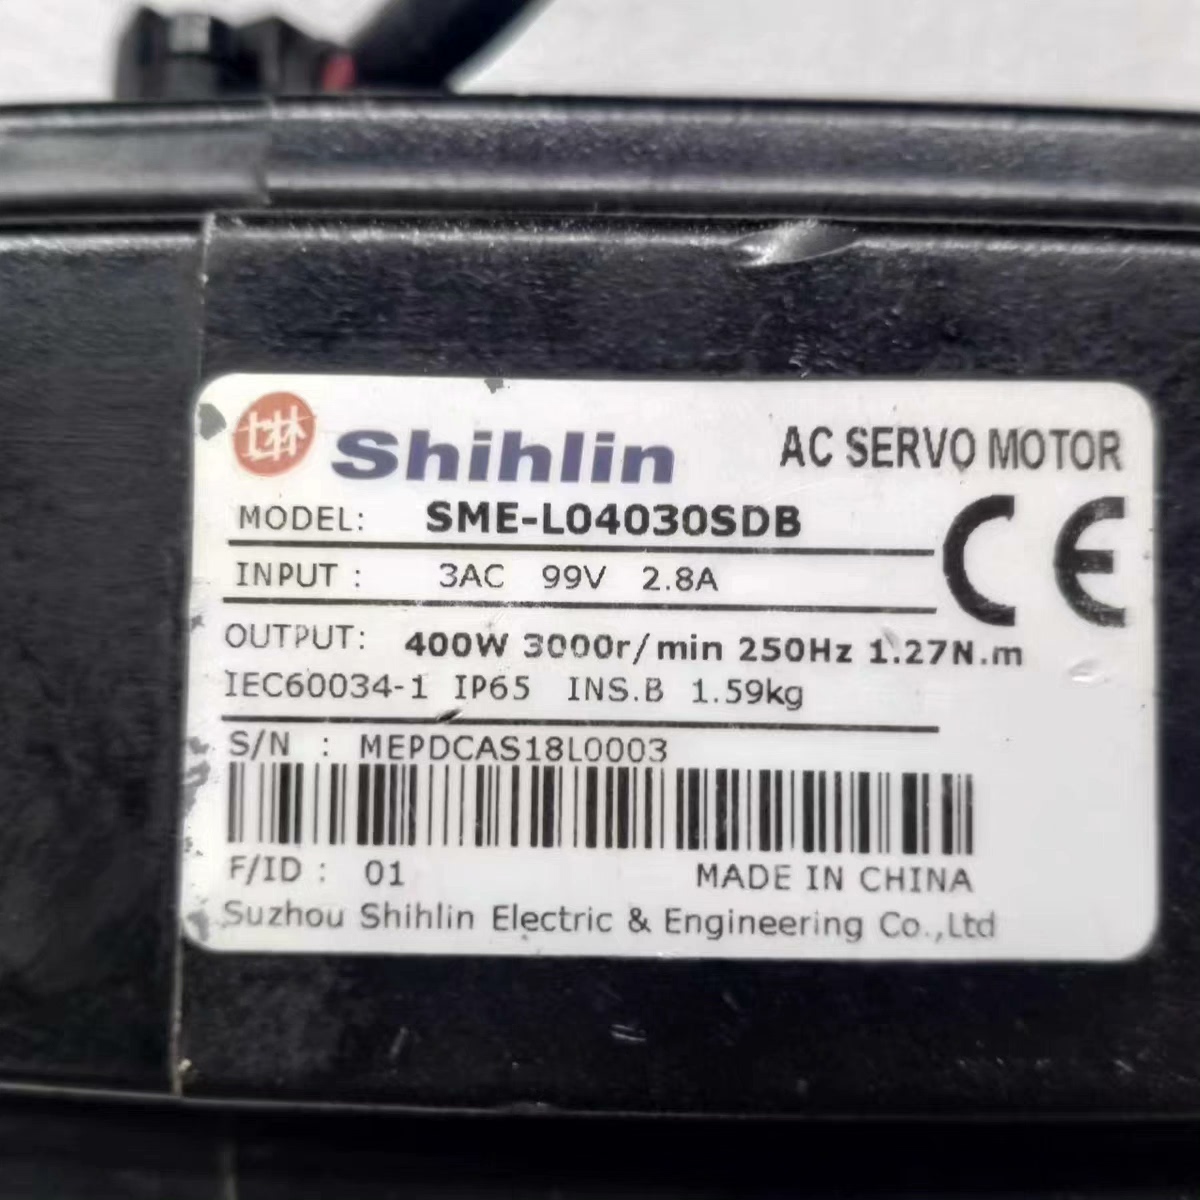 士林 Shihlin AC SERVO MOTOR
MODEL: SME-L04030SDB
CE
INPUT : 3AC 99V 2.8A
OUTPUT: 400W 3000r/min 250Hz 1.27N.m
IEC60034-1 IP65 INS.B 1.59kg
S/N : MEPDCAS18L0003
F/ID : 01 MADE IN CHINA
Suzhou Shihlin Electric & Engineering Co.,Ltd